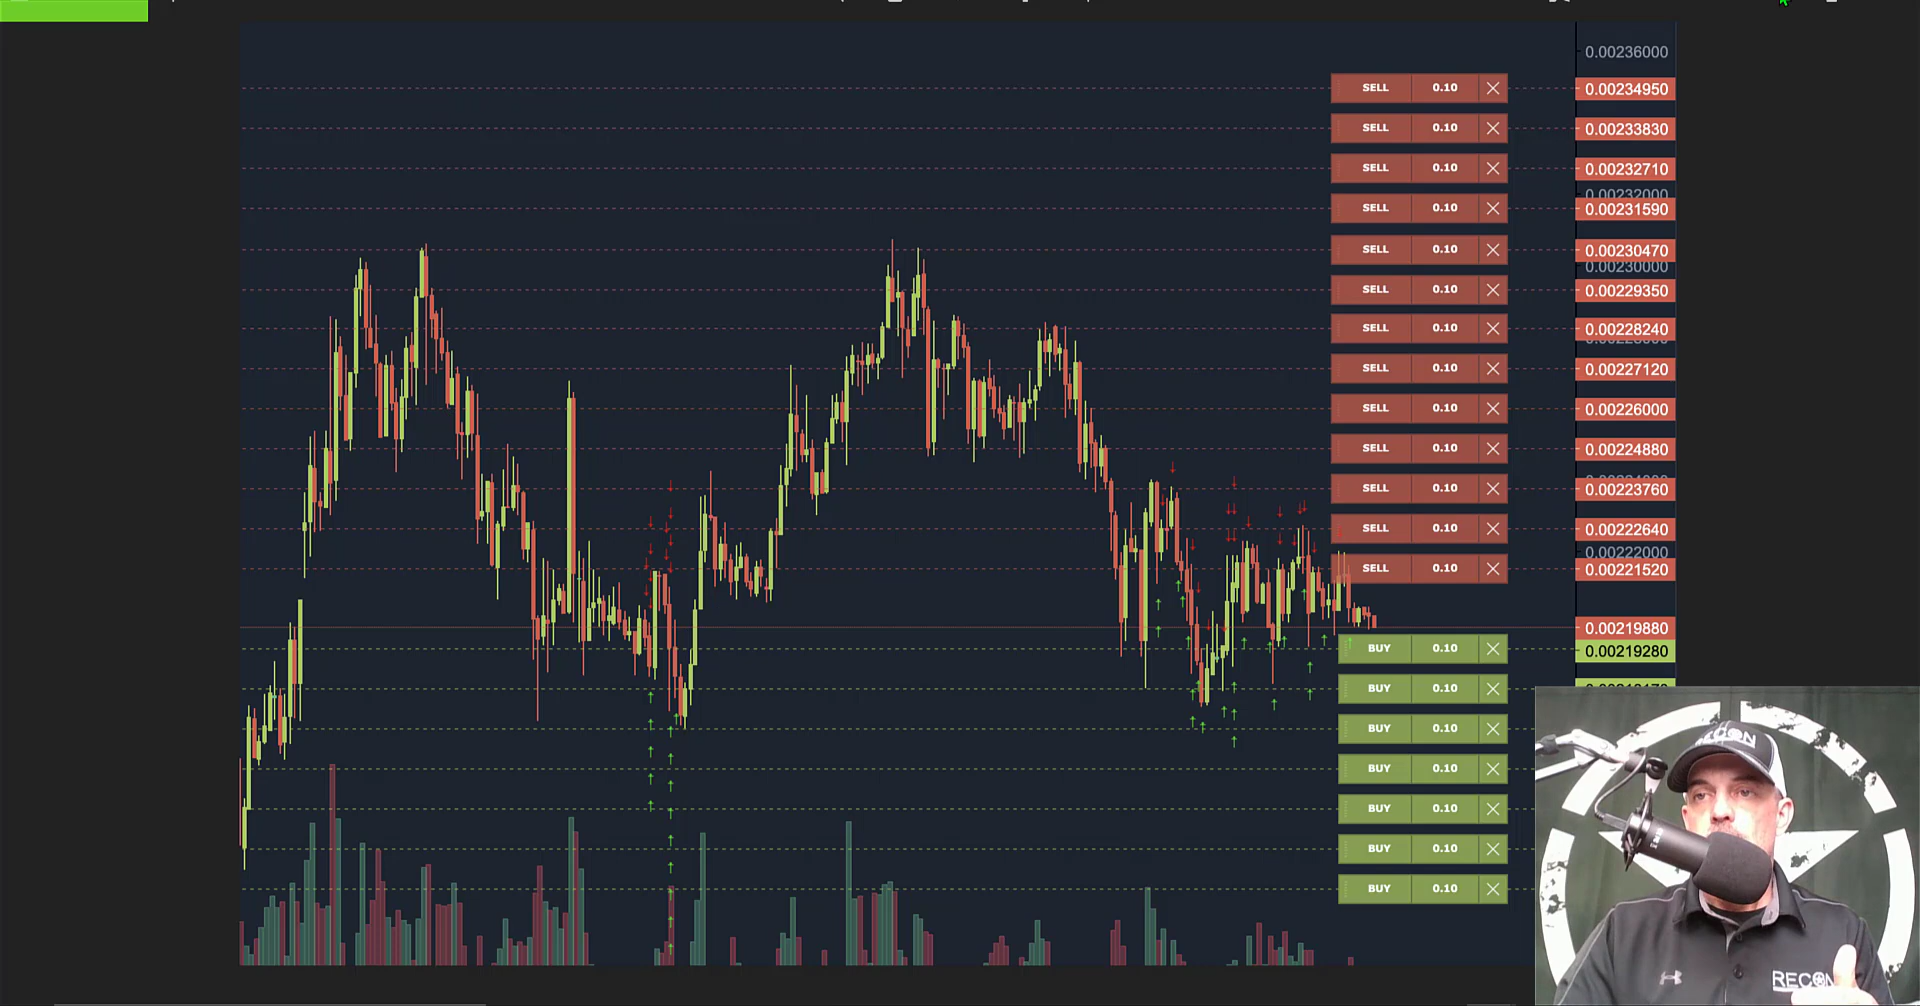 0.00236000
SELL 0.10 0.00234950
SELL 0.10 0.00233830
SELL 0.10 0.00232710
0.00232000
SELL 0.10 0.00231590
SELL 0.10 0.00230470
0.00230000
SELL 0.10 0.00229350
SELL 0.10 0.00228240
SELL 0.10 0.00227120
SELL 0.10 0.00226000
SELL 0.10 0.00224880
SELL 0.10 0.00223760
SELL 0.10 0.00222640
0.00222000
SELL 0.10 0.00221520
0.00219880
BUY 0.10 0.00219280
BUY 0.10
BUY 0.10
BUY 0.10
BUY 0.10
BUY 0.10
BUY 0.10
RECON
RECON